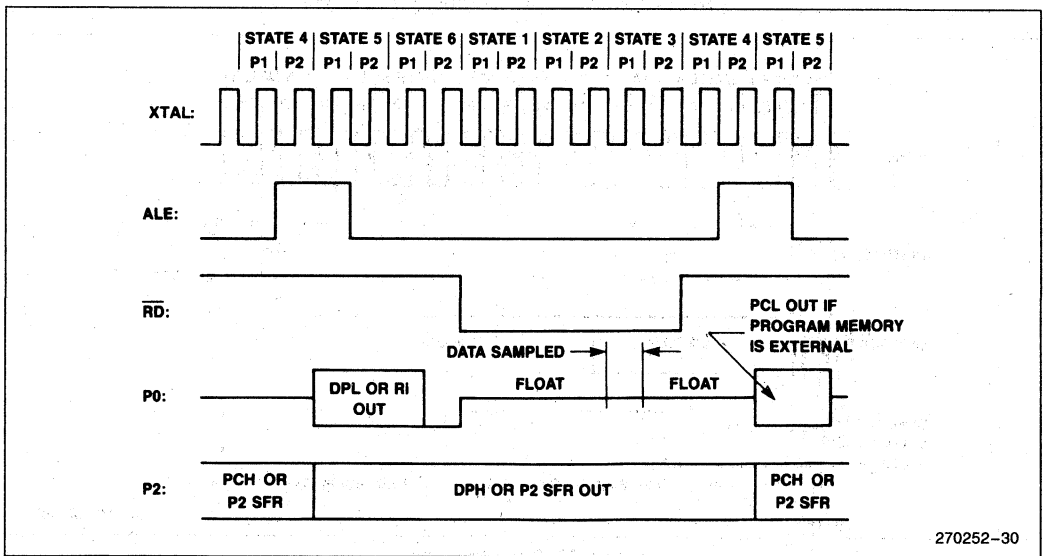 STATE 4 | STATE 5 | STATE 6 | STATE 1 | STATE 2 | STATE 3 | STATE 4 | STATE 5
P1 | P2 | P1 | P2 | P1 | P2 | P1 | P2 | P1 | P2 | P1 | P2 | P1 | P2 | P1 | P2
XTAL:
ALE:
RD:
PCL OUT IF
PROGRAM MEMORY
IS EXTERNAL
DATA SAMPLED
P0:
DPL OR RI
OUT
FLOAT
FLOAT
P2:
PCH OR
P2 SFR
DPH OR P2 SFR OUT
PCH OR
P2 SFR
270252-30